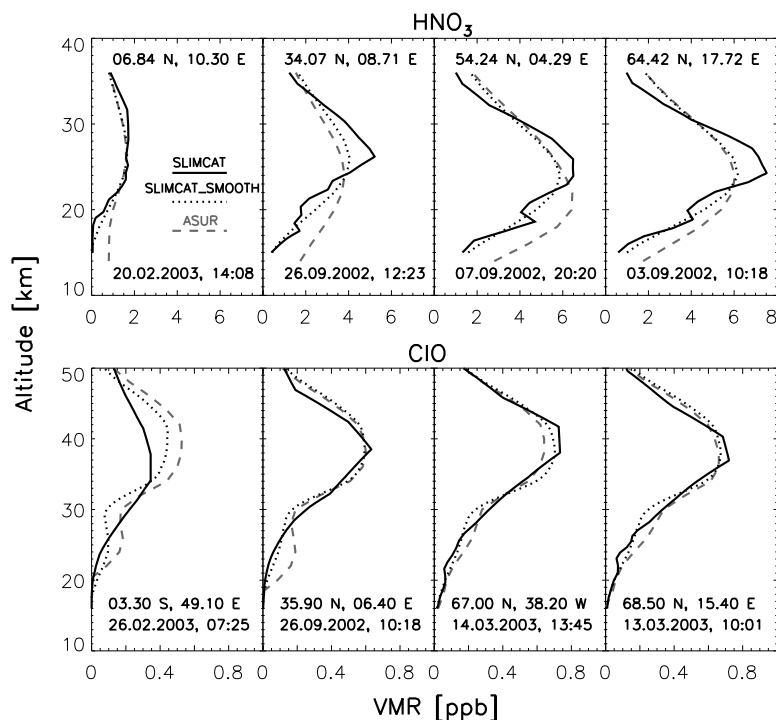 HNO3
40
30
20
10
06.84 N, 10.30 E
34.07 N, 08.71 E
54.24 N, 04.29 E
64.42 N, 17.72 E
SLIMCAT
SLIMCAT_SMOOTH
ASUR
20.02.2003, 14:08
26.09.2002, 12:23
07.09.2002, 20:20
03.09.2002, 10:18
0 2 4 6 0 2 4 6 0 2 4 6 0 2 4 6 8
Altitude [km]
ClO
50
40
30
20
10
03.30 S, 49.10 E
26.02.2003, 07:25
35.90 N, 06.40 E
26.09.2002, 10:18
67.00 N, 38.20 W
14.03.2003, 13:45
68.50 N, 15.40 E
13.03.2003, 10:01
0 0.4 0.8 0 0.4 0.8 0 0.4 0.8 0 0.4 0.8
VMR [ppb]